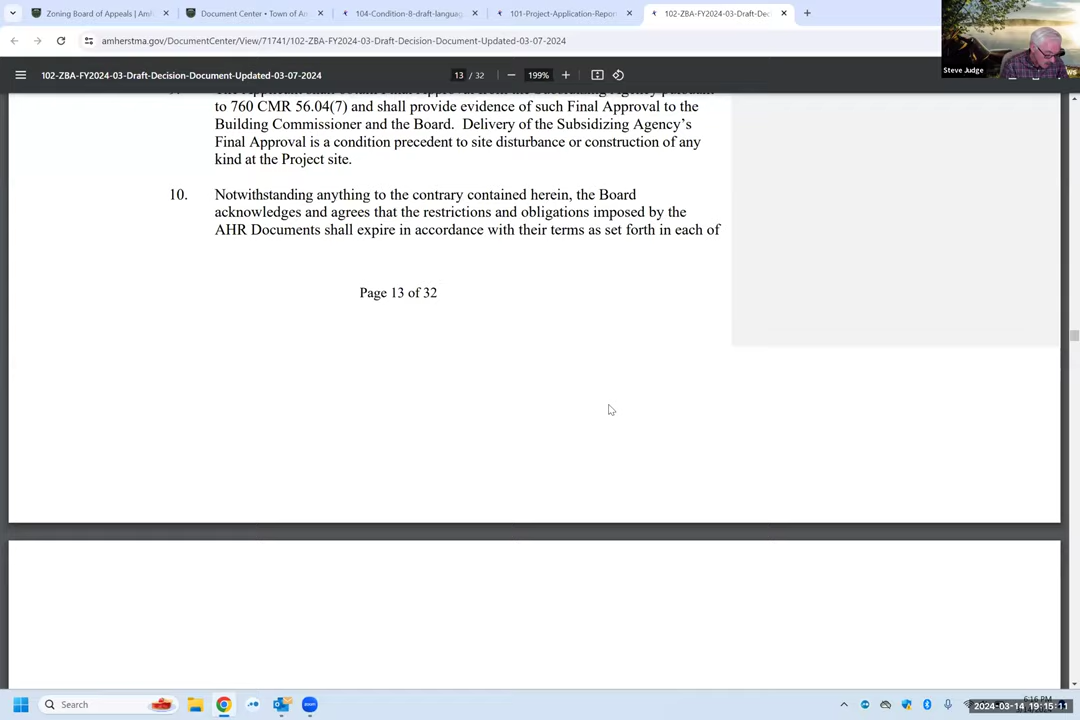 Zoning Board of Appeals | Am
Document Center • Town of Am
104-Condition-8-draft-languag
101-Project-Application-Repor
102-ZBA-FY2024-03-Draft-Dec
amherstma.gov/DocumentCenter/View/71741/102-ZBA-FY2024-03-Draft-Decision-Document-Updated-03-07-2024
Steve Judge
102-ZBA-FY2024-03-Draft-Decision-Document-Updated-03-07-2024
13 / 32
199%
to 760 CMR 56.04(7) and shall provide evidence of such Final Approval to the
Building Commissioner and the Board. Delivery of the Subsidizing Agency's
Final Approval is a condition precedent to site disturbance or construction of any
kind at the Project site.
10. Notwithstanding anything to the contrary contained herein, the Board
acknowledges and agrees that the restrictions and obligations imposed by the
AHR Documents shall expire in accordance with their terms as set forth in each of
Page 13 of 32
Search
zoom
6:16 PM
2024-03-14 19:15:11